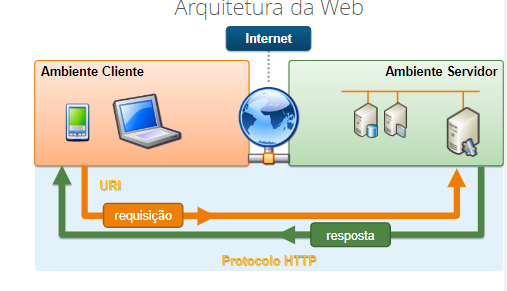 Arquitetura da Web
Internet
Ambiente Cliente
Ambiente Servidor
URI
requisição
resposta
Protocolo HTTP